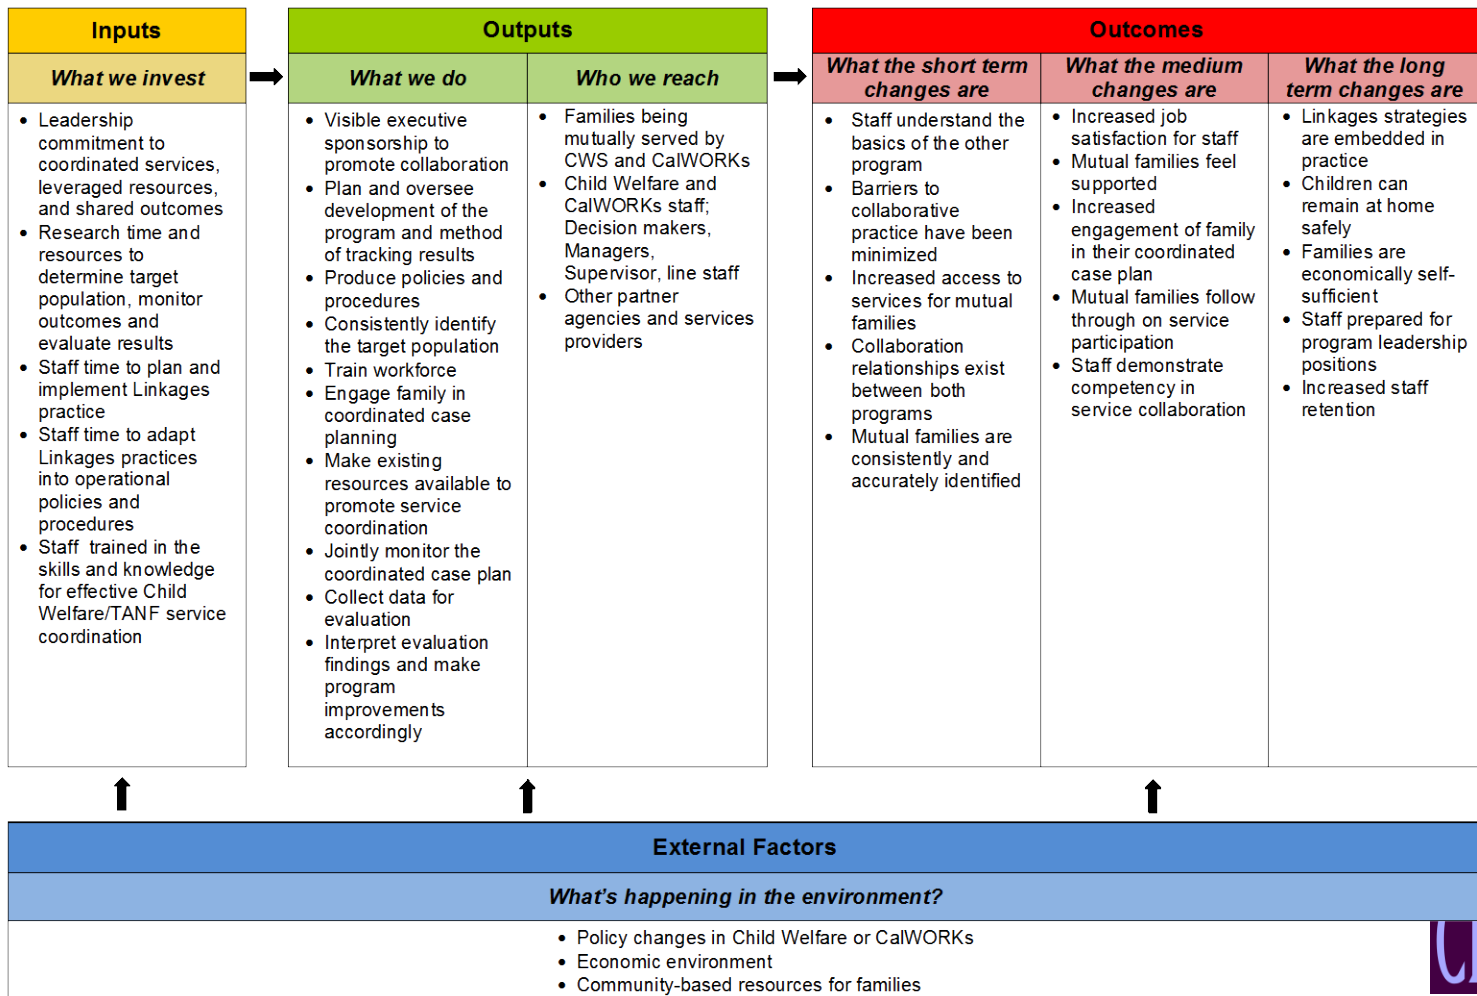 Inputs
What we invest
• Leadership
commitment to
coordinated services,
leveraged resources,
and shared outcomes
• Research time and
resources to
determine target
population, monitor
outcomes and
evaluate results
• Staff time to plan and
implement Linkages
practice
• Staff time to adapt
Linkages practices
into operational
policies and
procedures
• Staff trained in the
skills and knowledge
for effective Child
Welfare/TANF service
coordination
Outputs
What we do
• Visible executive
sponsorship to
promote collaboration
• Plan and oversee
development of the
program and method
of tracking results
• Produce policies and
procedures
• Consistently identify
the target population
• Train workforce
• Engage family in
coordinated case
planning
• Make existing
resources available to
promote service
coordination
• Jointly monitor the
coordinated case plan
• Collect data for
evaluation
• Interpret evaluation
findings and make
program
improvements
accordingly
Who we reach
• Families being
mutually served by
CWS and CalWORKs
• Child Welfare and
CalWORKs staff;
Decision makers,
Managers,
Supervisor, line staff
• Other partner
agencies and services
providers
Outcomes
What the short term
changes are
• Staff understand the
basics of the other
program
• Barriers to
collaborative
practice have been
minimized
• Increased access to
services for mutual
families
• Collaboration
relationships exist
between both
programs
• Mutual families are
consistently and
accurately identified
What the medium
changes are
• Increased job
satisfaction for staff
• Mutual families feel
supported
• Increased
engagement of family
in their coordinated
case plan
• Mutual families follow
through on service
participation
• Staff demonstrate
competency in
service collaboration
What the long
term changes are
• Linkages strategies
are embedded in
practice
• Children can
remain at home
safely
• Families are
economically self-
sufficient
• Staff prepared for
program leadership
positions
• Increased staff
retention
External Factors
What's happening in the environment?
• Policy changes in Child Welfare or CalWORKs
• Economic environment
• Community-based resources for families